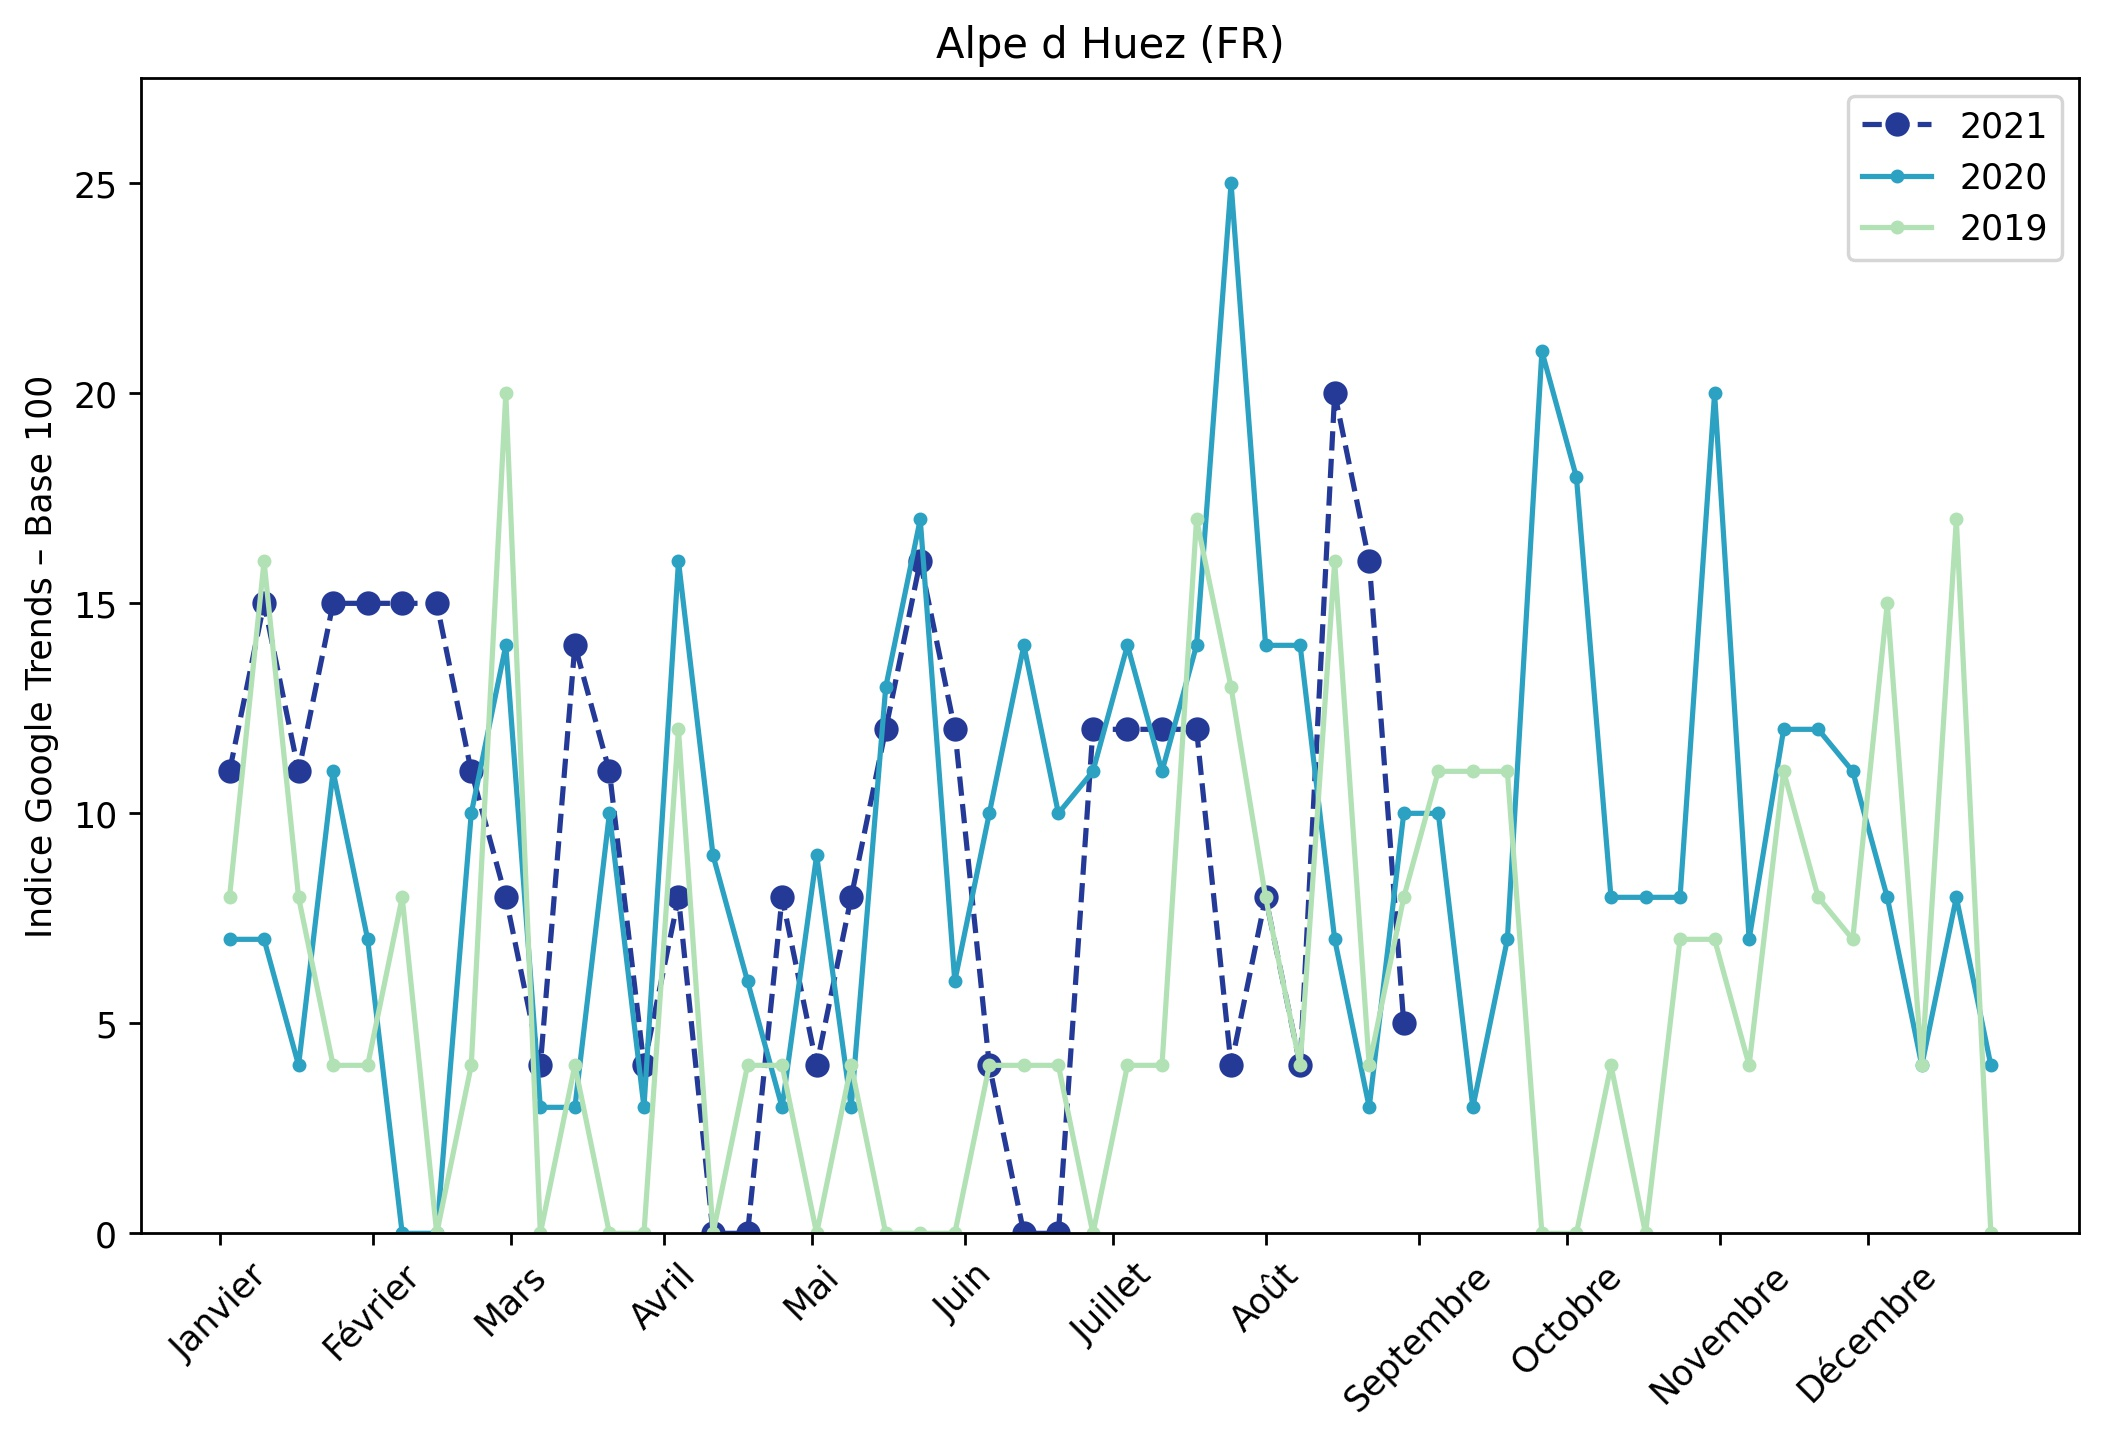 Alpe d Huez (FR)
2021
2020
2019
Indice Google Trends – Base 100
25
20
15
10
5
0
Janvier
Février
Mars
Avril
Mai
Juin
Juillet
Août
Septembre
Octobre
Novembre
Décembre